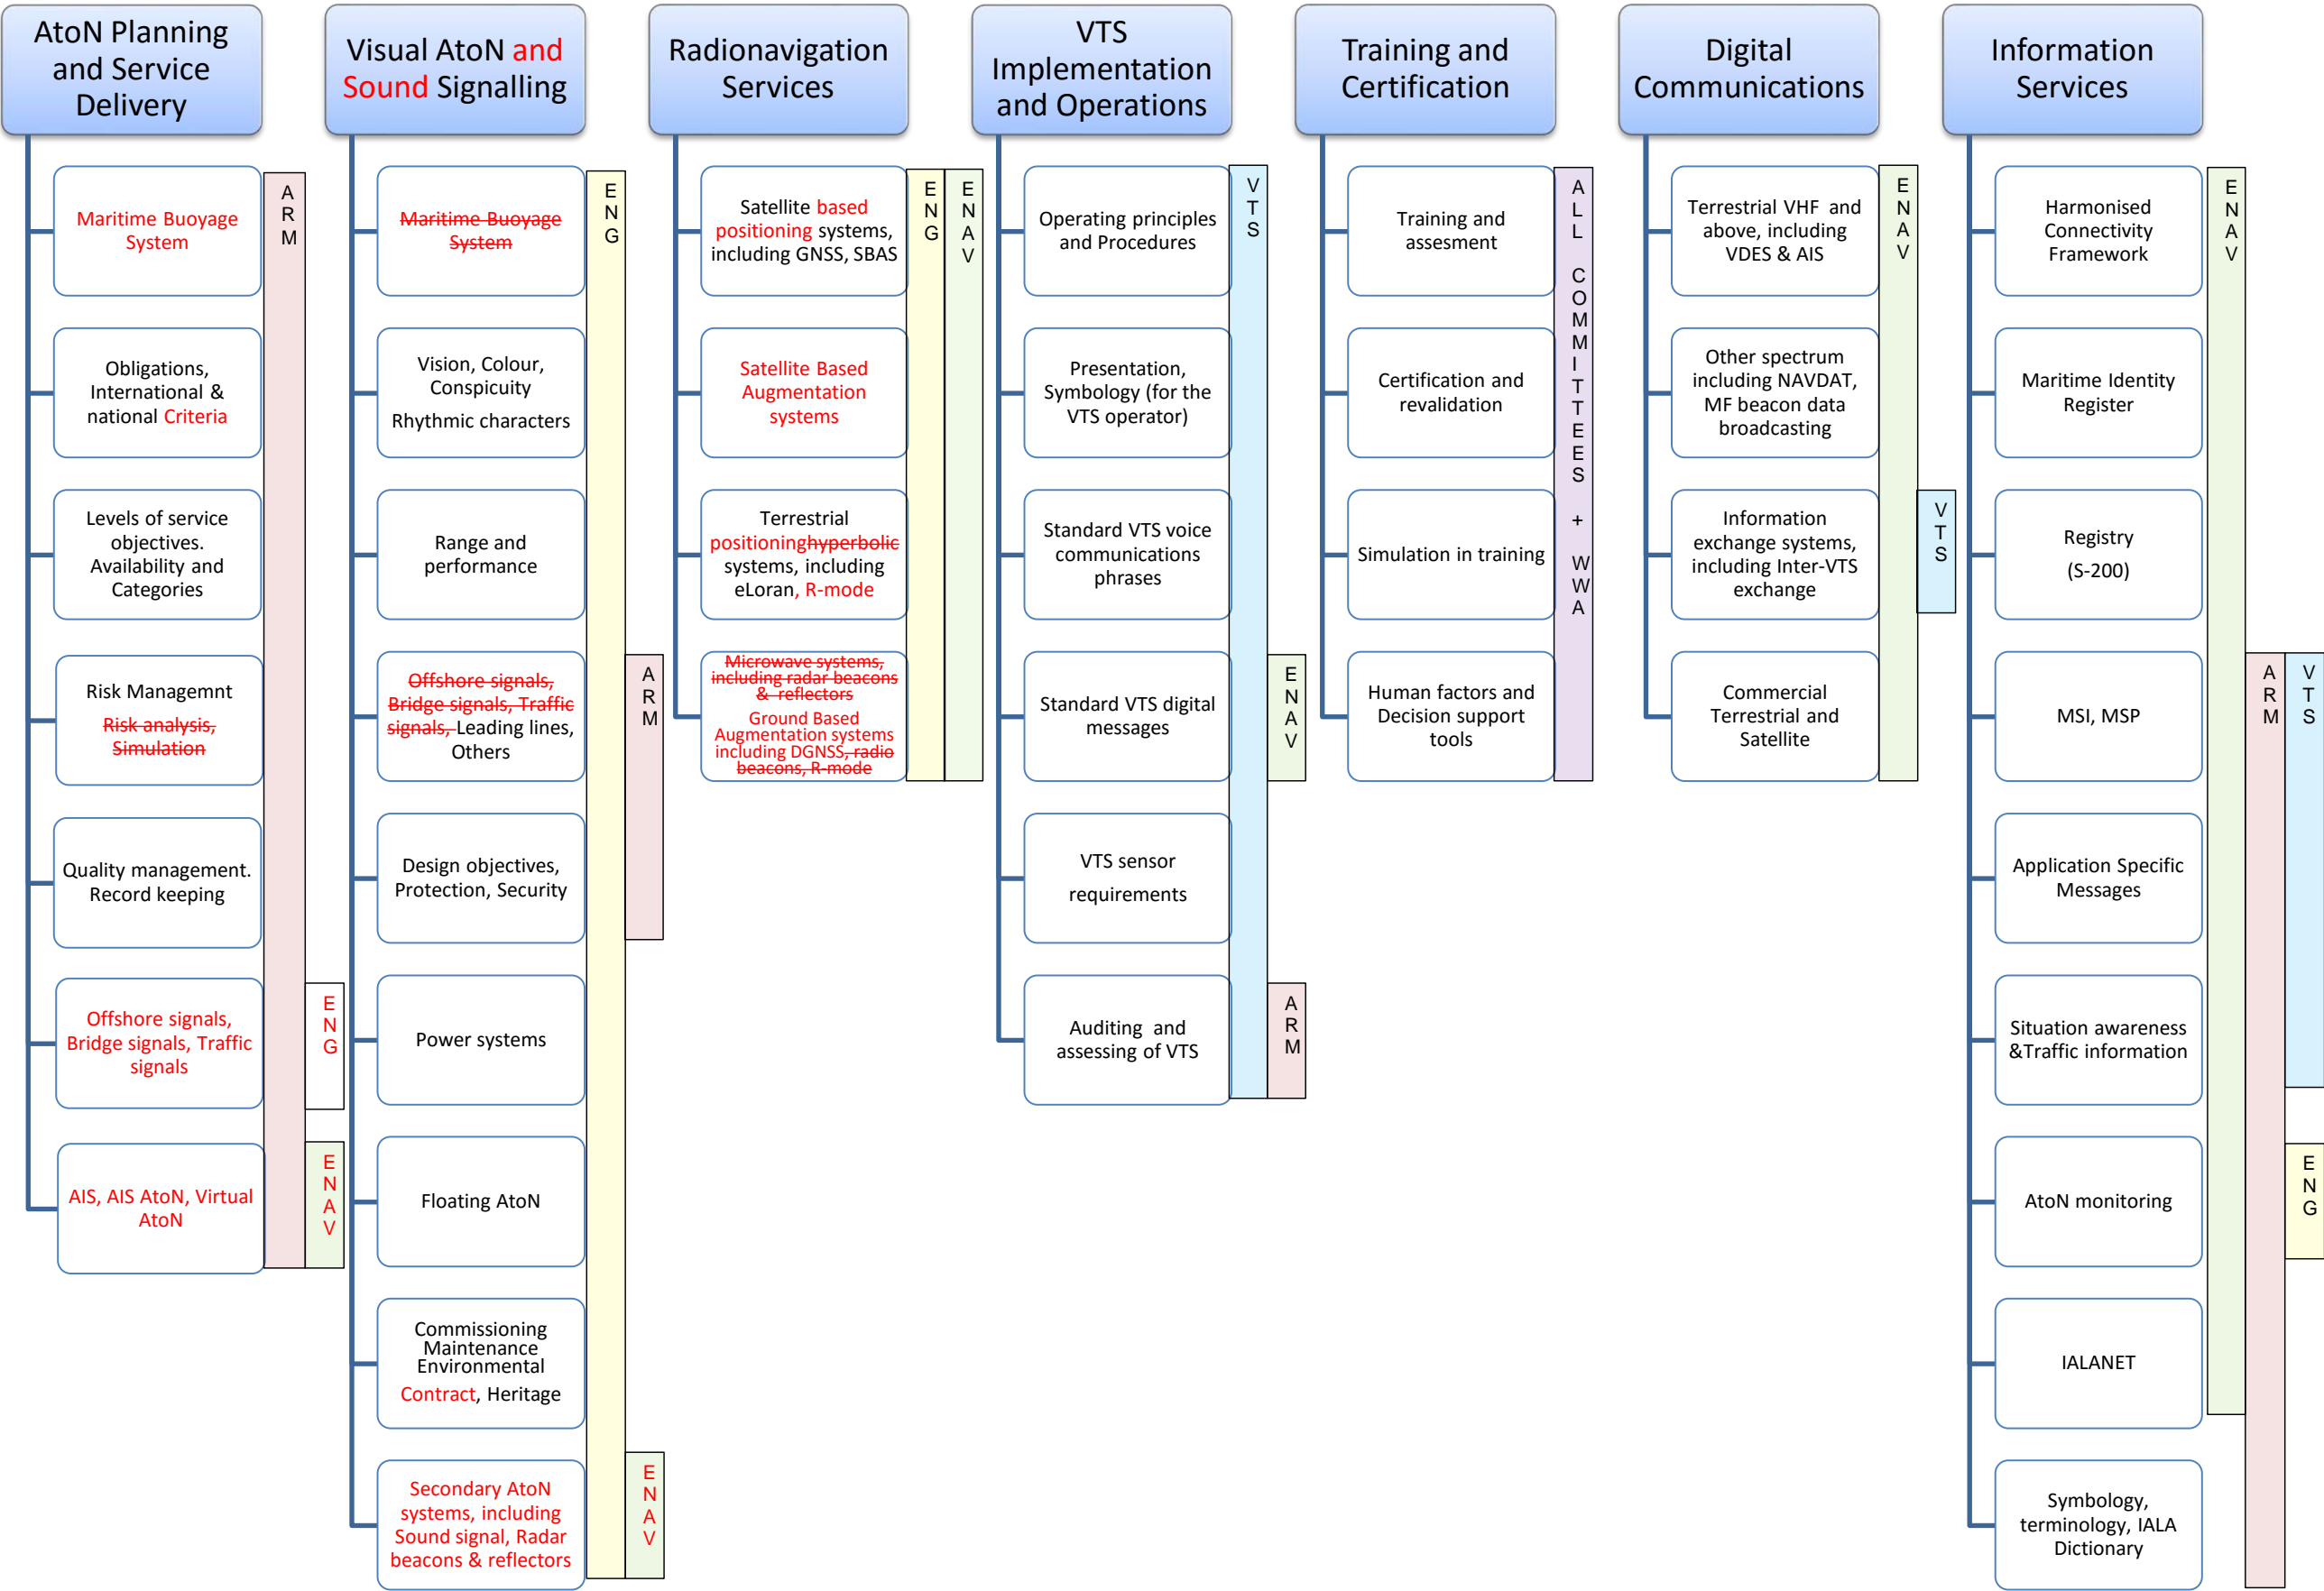 AtoN Planning
and Service
Delivery
Maritime Buoyage
System
Obligations,
International &
national Criteria
Levels of service
objectives.
Availability and
Categories
Risk Managemnt
Risk analysis,
Simulation
Quality management.
Record keeping
Offshore signals,
Bridge signals, Traffic
signals
AIS, AIS AtoN, Virtual
AtoN
ARM
ENG
ENAV
Visual AtoN and
Sound Signalling
Maritime Buoyage
System
Vision, Colour,
Conspicuity
Rhythmic characters
Range and
performance
Offshore signals,
Bridge signals, Traffic
signals, Leading lines,
Others
Design objectives,
Protection, Security
Power systems
Floating AtoN
Commissioning
Maintenance
Environmental
Contract, Heritage
Secondary AtoN
systems, including
Sound signal, Radar
beacons & reflectors
ENG
ARM
ENAV
Radionavigation
Services
Satellite based
positioning systems,
including GNSS, SBAS
Satellite Based
Augmentation
systems
Terrestrial
positioninghyperbolic
systems, including
eLoran, R-mode
Microwave systems,
including radar beacons
& reflectors
Ground Based
Augmentation systems
including DGNSS, radio
beacons, R-mode
ENG
ENAV
VTS
Implementation
and Operations
Operating principles
and Procedures
Presentation,
Symbology (for the
VTS operator)
Standard VTS voice
communications
phrases
Standard VTS digital
messages
VTS sensor
requirements
Auditing and
assessing of VTS
VTS
ENAV
ARM
Training and
Certification
Training and
assesment
Certification and
revalidation
Simulation in training
Human factors and
Decision support
tools
ALL COMMITTEES + WWA
Digital
Communications
Terrestrial VHF and
above, including
VDES & AIS
Other spectrum
including NAVDAT,
MF beacon data
broadcasting
Information
exchange systems,
including Inter-VTS
exchange
Commercial
Terrestrial and
Satellite
ENAV
VTS
Information
Services
Harmonised
Connectivity
Framework
Maritime Identity
Register
Registry
(S-200)
MSI, MSP
Application Specific
Messages
Situation awareness
&Traffic information
AtoN monitoring
IALANET
Symbology,
terminology, IALA
Dictionary
ENAV
ARM
VTS
ENG